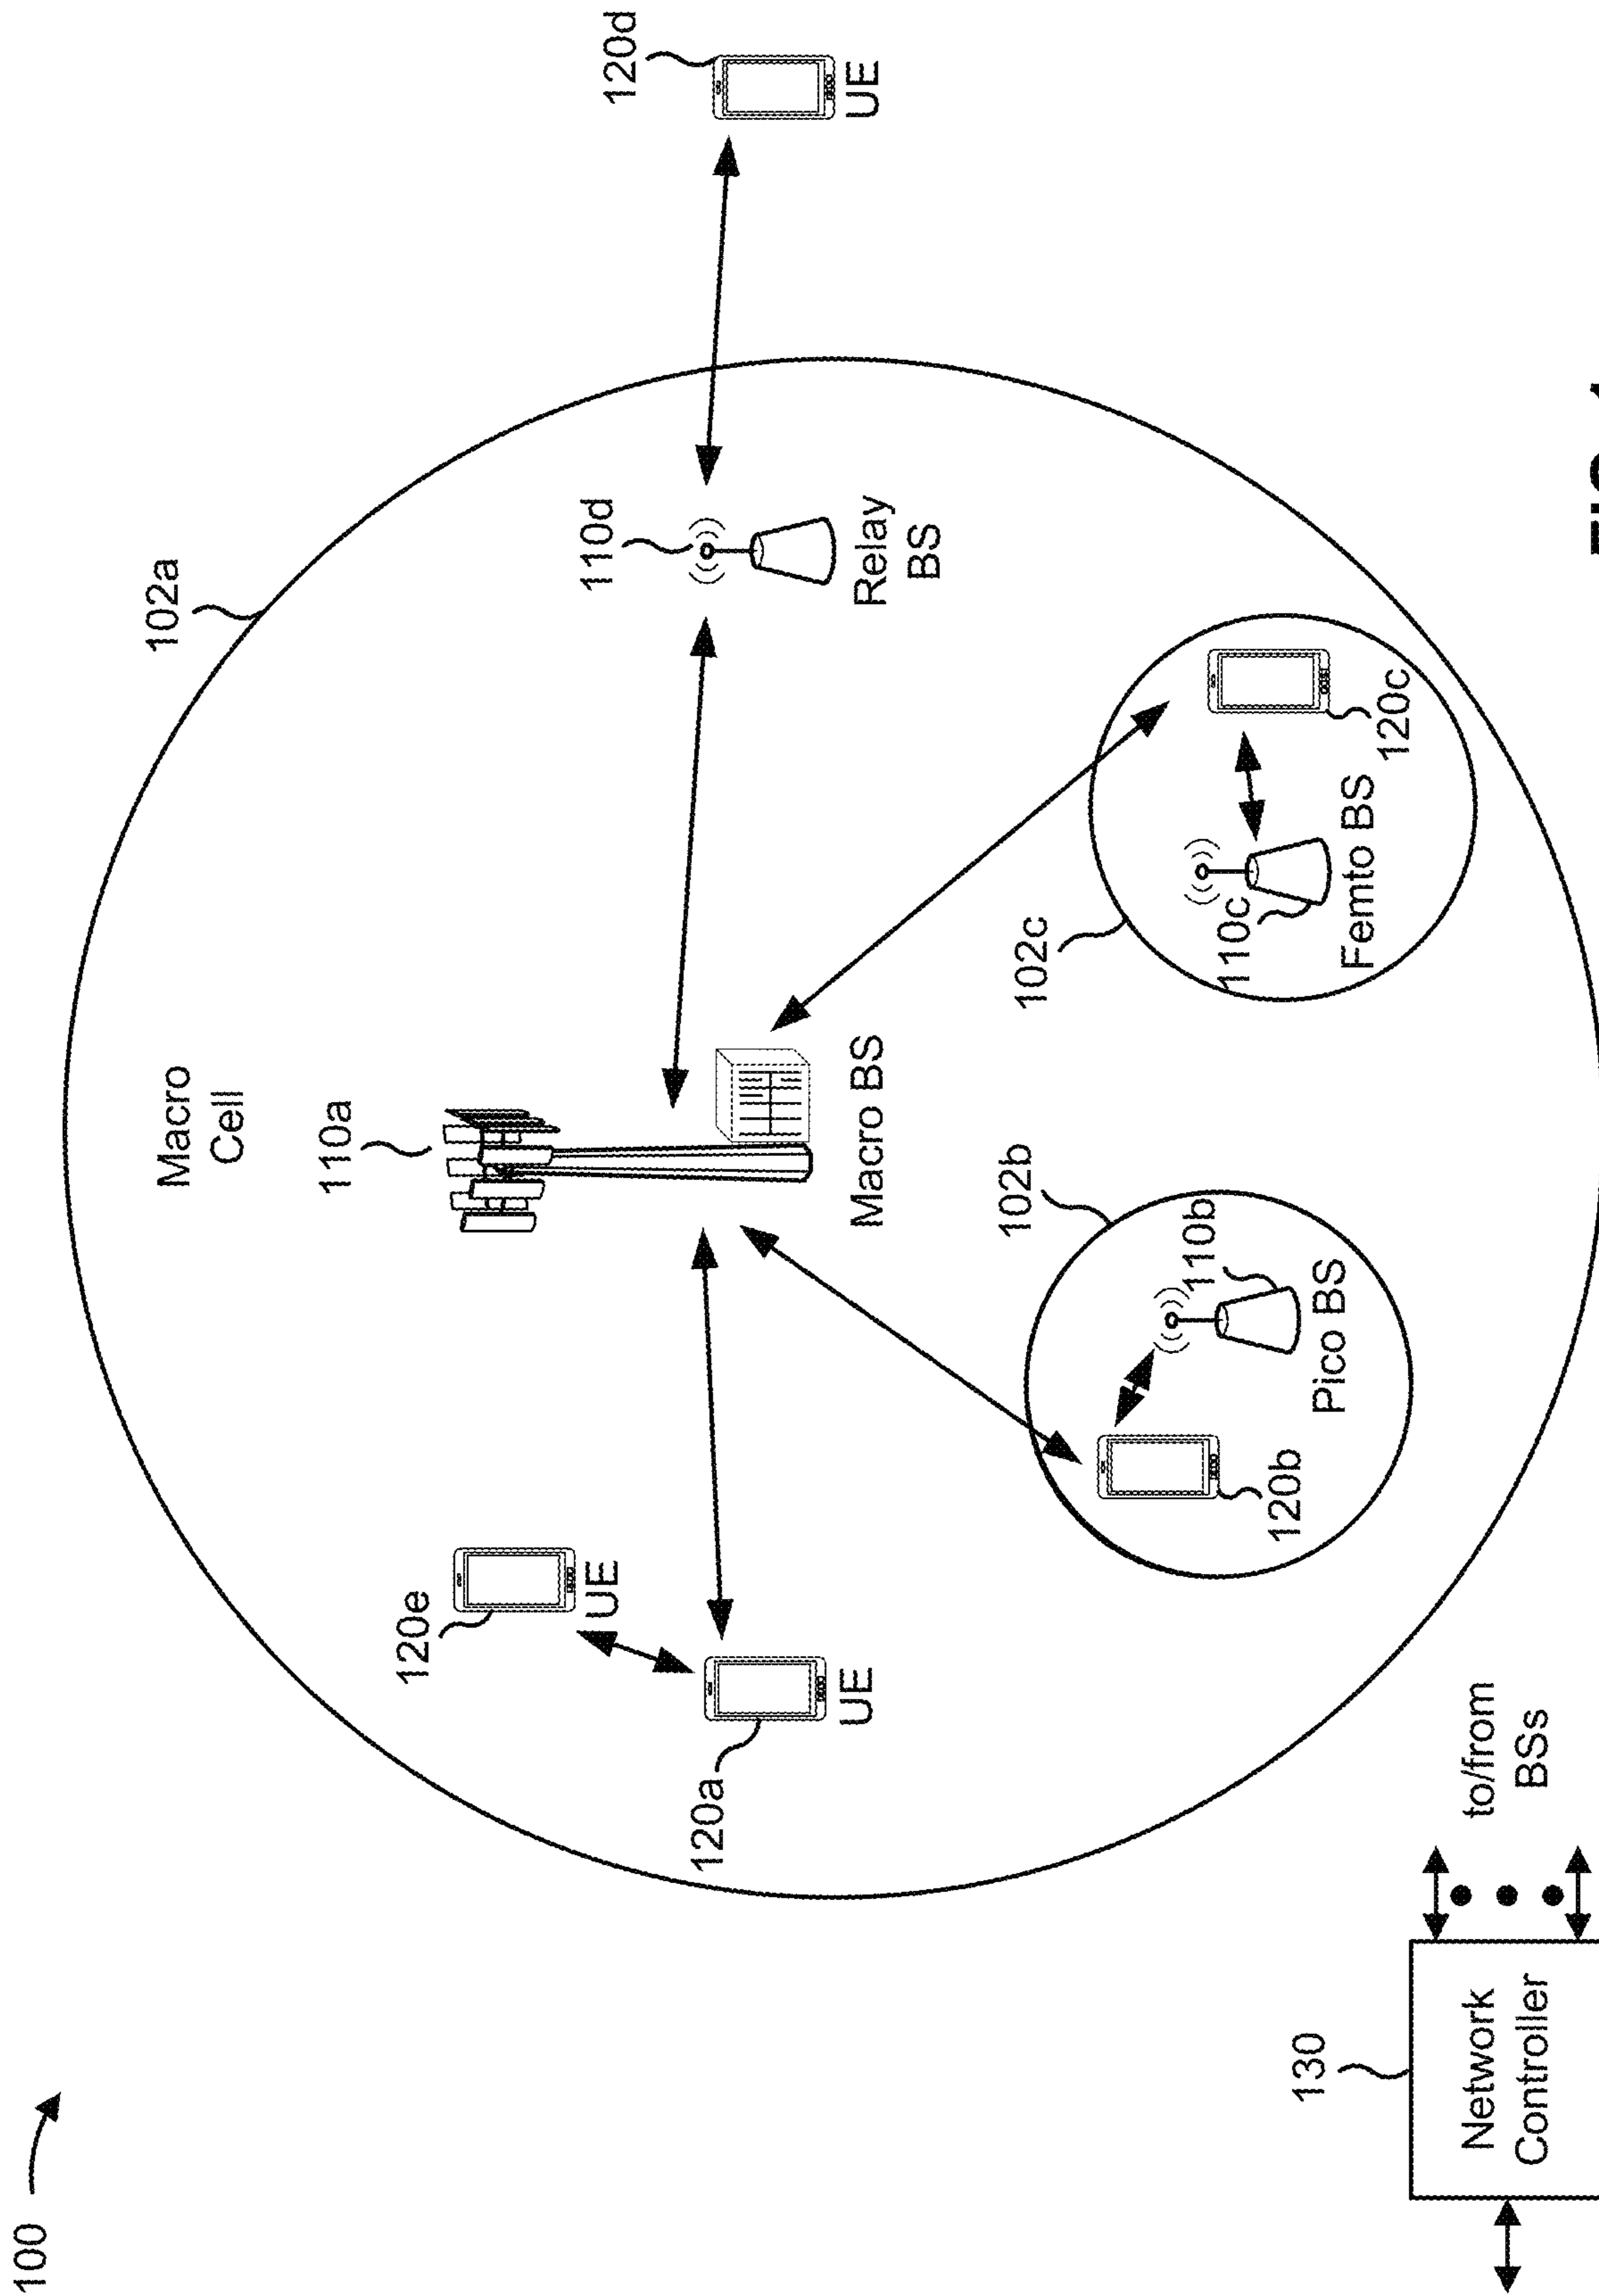 100
102a
Macro
Cell
110a
120e
UE
120a
UE
Macro BS
110d
Relay
BS
120d
UE
102b
110b
Pico BS
120b
102c
110c
Femto BS
120c
130
Network
Controller
to/from
BSs